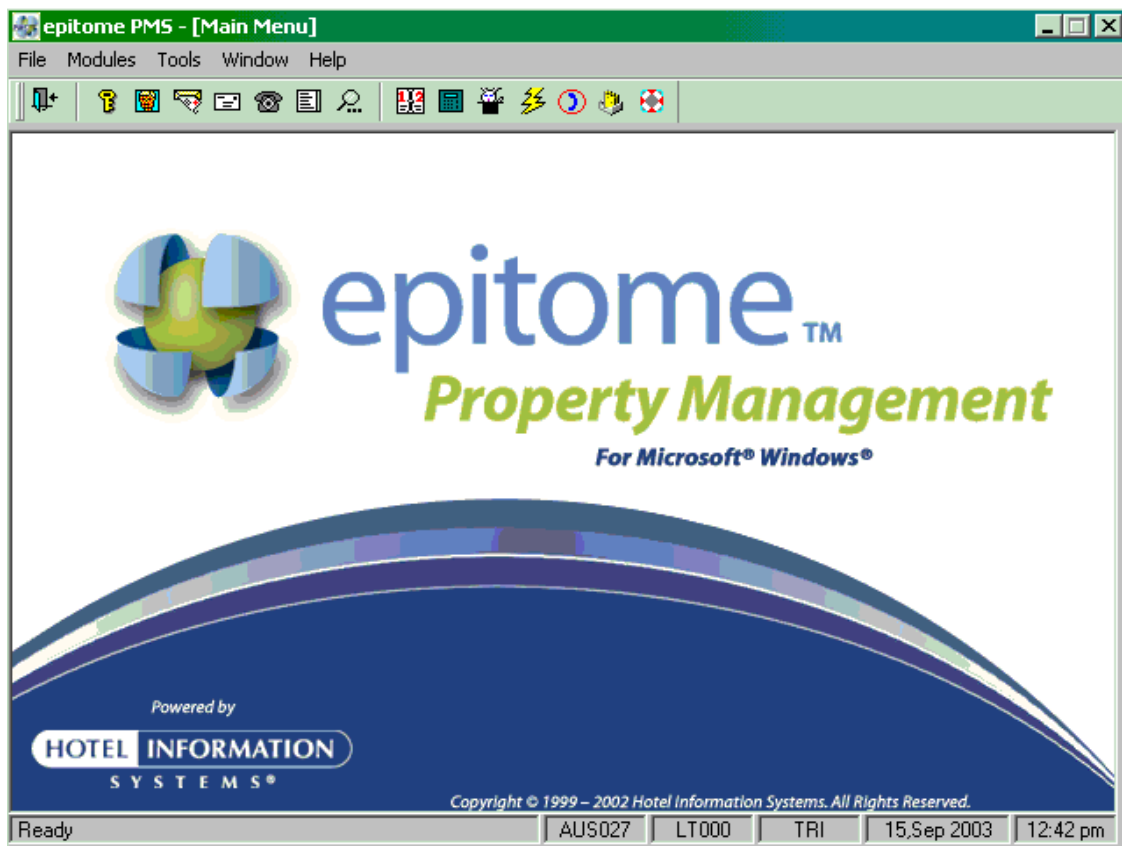 epitome PMS - [Main Menu]
File Modules Tools Window Help
epitome TM
Property Management
For Microsoft® Windows®
Powered by
HOTEL INFORMATION
SYSTEMS®
Copyright © 1999 – 2002 Hotel Information Systems. All Rights Reserved.
Ready AUS027 LT000 TRI 15,Sep 2003 12:42 pm